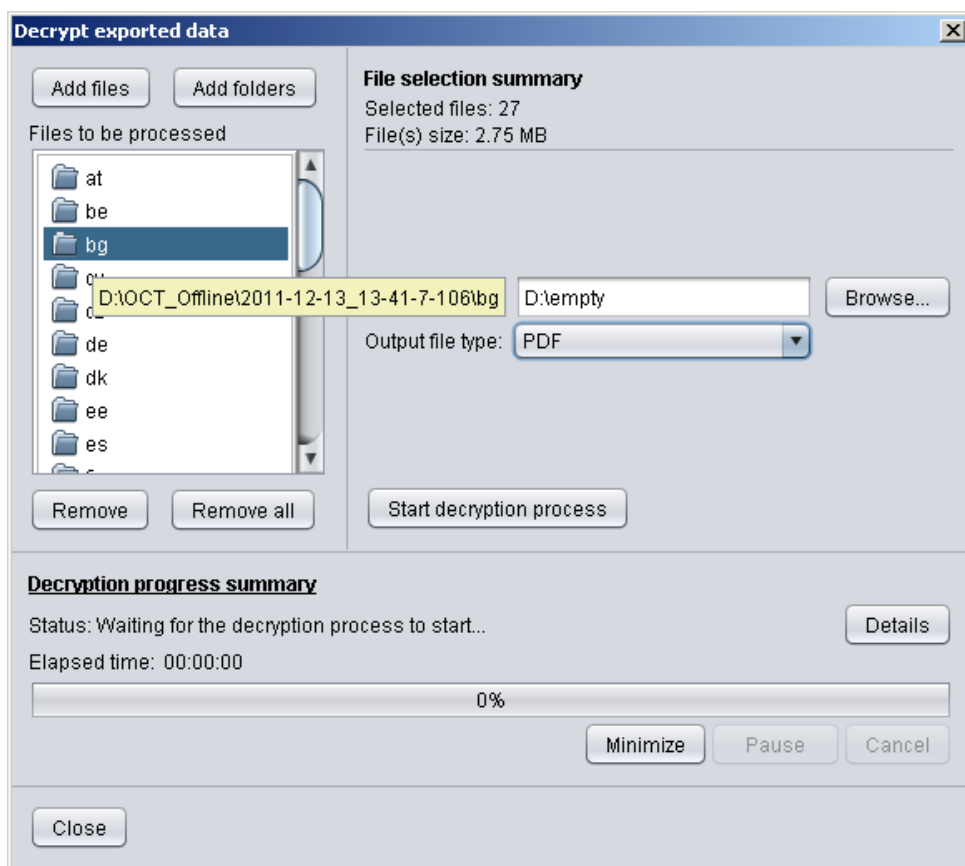 Decrypt exported data
Add files
Add folders
Files to be processed
at
be
bg
D:\OCT_Offline\2011-12-13_13-41-7-106\bg
de
dk
ee
es
Remove
Remove all
File selection summary
Selected files: 27
File(s) size: 2.75 MB
D:\empty
Browse...
Output file type:
PDF
Start decryption process
Decryption progress summary
Status: Waiting for the decryption process to start...
Details
Elapsed time: 00:00:00
0%
Minimize
Pause
Cancel
Close